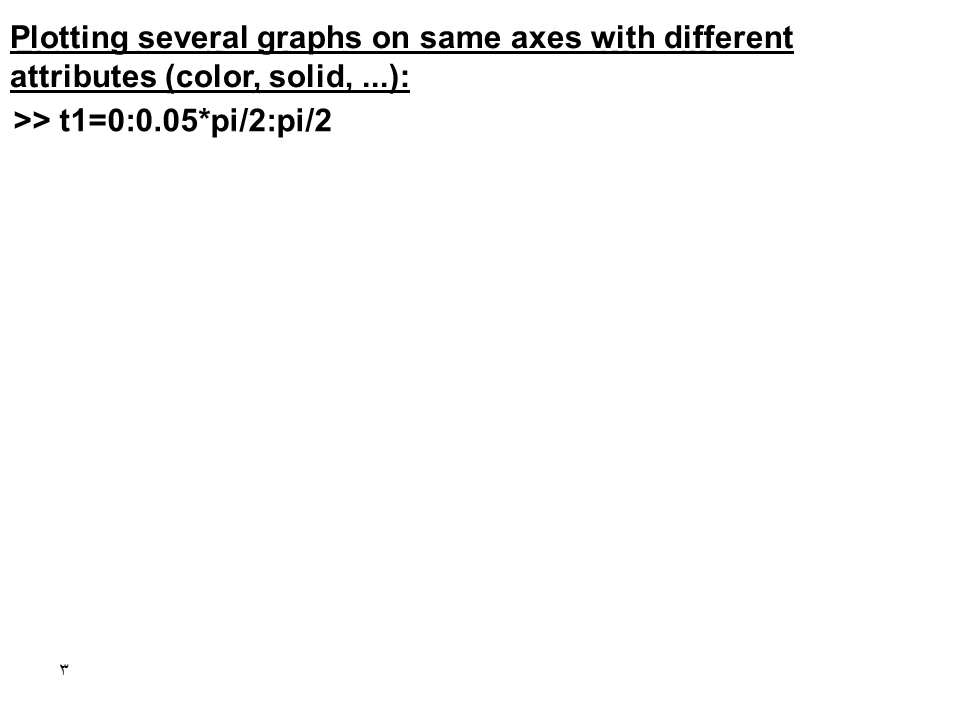 Plotting several graphs on same axes with different
attributes (color, solid, ...):
>> t1=0:0.05*pi/2:pi/2
٣